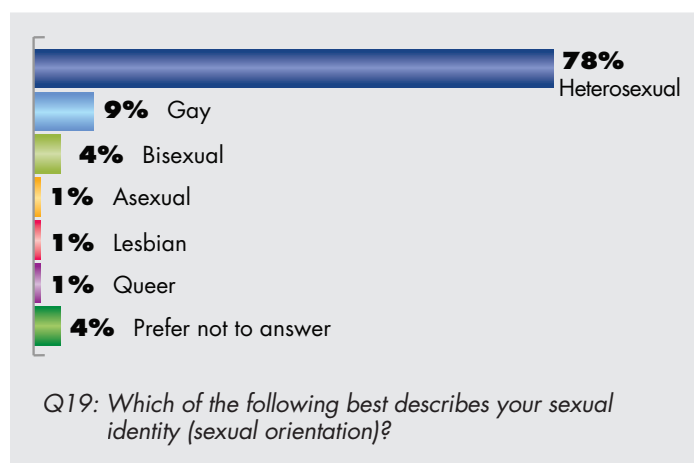 78%
Heterosexual
9% Gay
4% Bisexual
1% Asexual
1% Lesbian
1% Queer
4% Prefer not to answer
Q19: Which of the following best describes your sexual
identity (sexual orientation)?